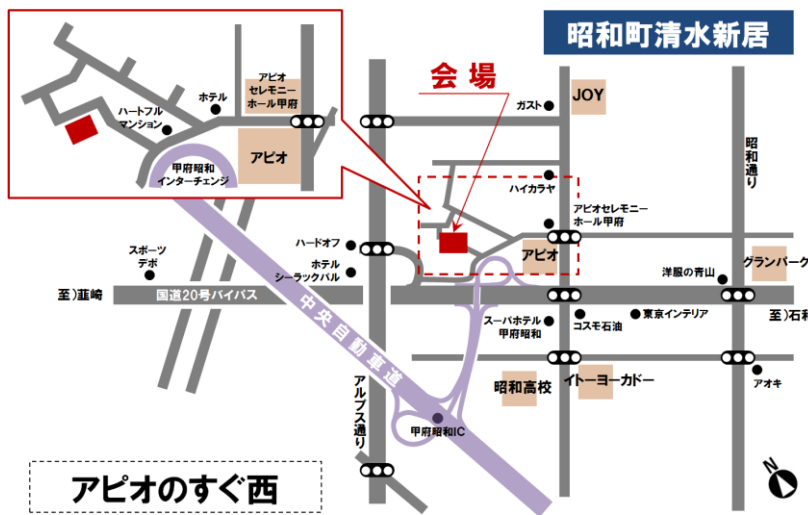 昭和町清水新居
アピオ
セレモニー
ホール甲府
ホテル
ハートフル
マンション
アピオ
甲府昭和
インターチェンジ
会場
ガスト
JOY
昭和通り
ハイカラヤ
アピオセレモニー
ホール甲府
アピオ
グランパーク
洋服の青山
スポーツ
デポ
ハードオフ
ホテル
シーラックパル
至)韮崎
国道20号バイパス
中央自動車道
スーパホテル
甲府昭和
コスモ石油
東京インテリア
至)石和
アルプス通り
昭和高校
イトーヨーカドー
アオキ
甲府昭和IC
アピオのすぐ西
N